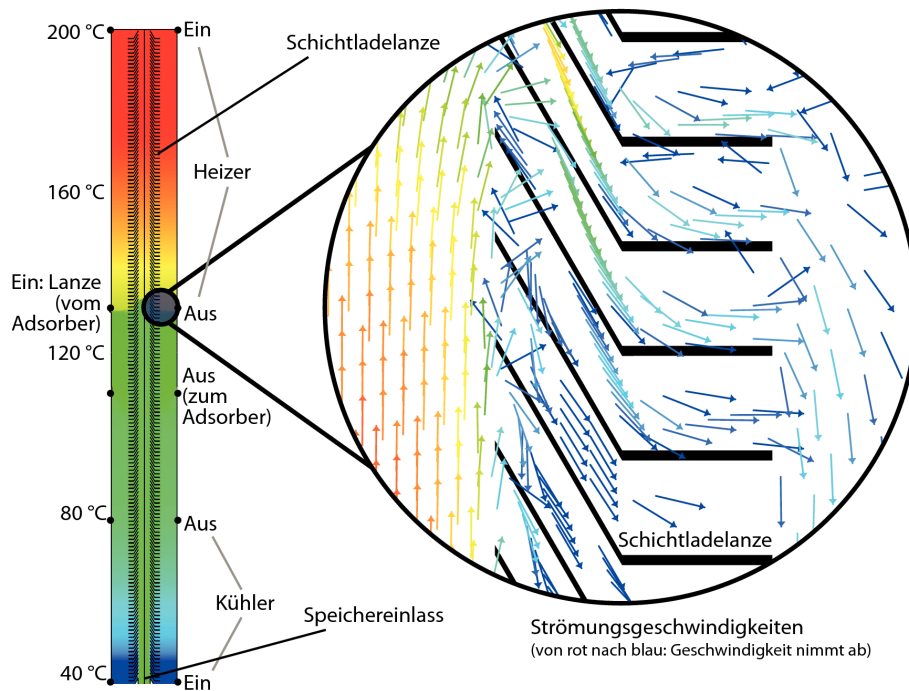 200 °C
Ein
Schichtladelanze
Heizer
160 °C
Ein: Lanze
(vom
Adsorber)
Aus
120 °C
Aus
(zum
Adsorber)
80 °C
Aus
Kühler
Speichereinlass
40 °C
Ein
Schichtladelanze
Strömungsgeschwindigkeiten
(von rot nach blau: Geschwindigkeit nimmt ab)